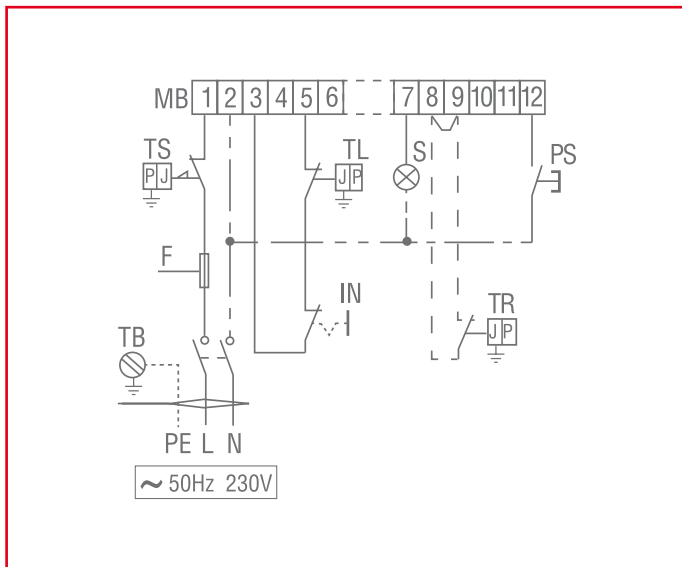 MB 1 2 3 4 5 6 7 8 9 10 11 12
TS P J
TL J P
S
PS
F
IN
TR J P
TB
PE L N
~ 50Hz 230V